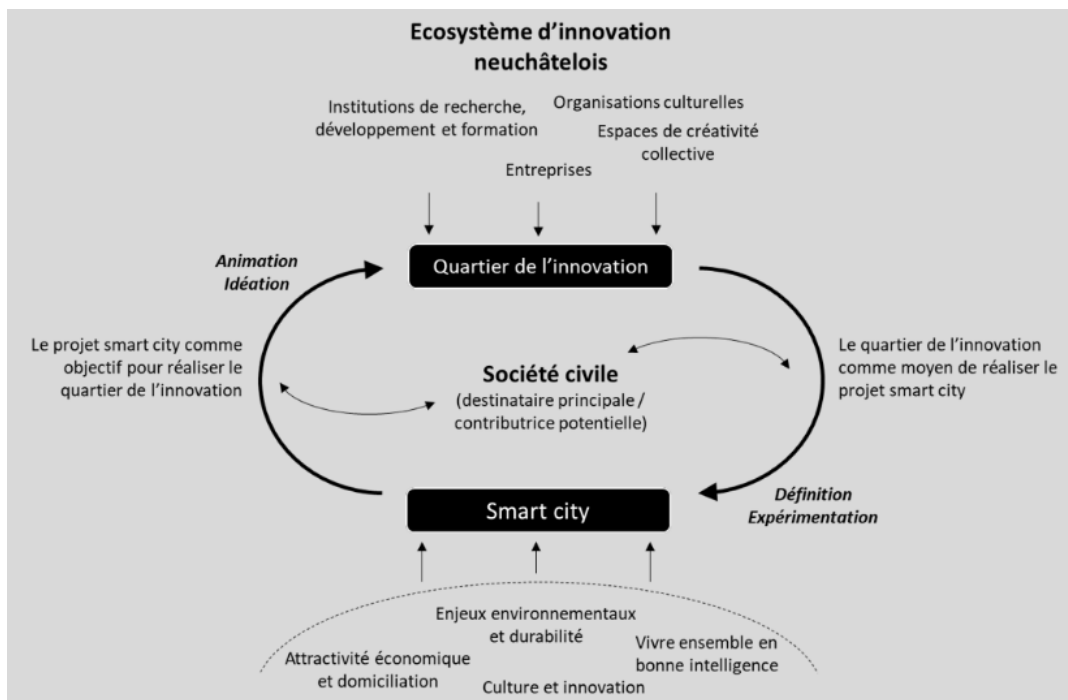 Ecosystème d'innovation
neuchâtelois
Institutions de recherche,
développement et formation
Organisations culturelles
Espaces de créativité
collective
Entreprises
Animation
Idéation
Quartier de l'innovation
Le projet smart city comme
objectif pour réaliser le
quartier de l'innovation
Société civile
(destinataire principale /
contributrice potentielle)
Le quartier de l'innovation
comme moyen de réaliser le
projet smart city
Smart city
Définition
Expérimentation
Enjeux environnementaux
et durabilité
Attractivité économique
et domiciliation
Culture et innovation
Vivre ensemble en
bonne intelligence